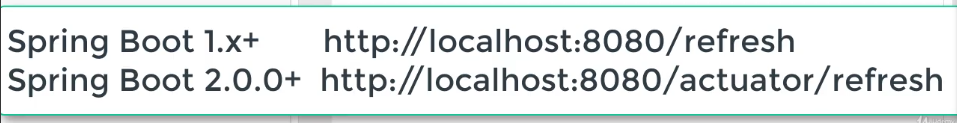 Spring Boot 1.x+ http://localhost:8080/refresh
Spring Boot 2.0.0+ http://localhost:8080/actuator/refresh